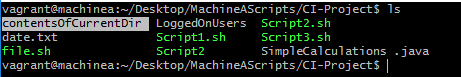 vagrant@machinea:~/Desktop/MachineAScripts/CI-Project$ ls
contentsOfCurrentDir LoggedOnUsers Script2.sh
date.txt Script1.sh Script3.sh
file.sh Script2 SimpleCalculations .java
vagrant@machinea:~/Desktop/MachineAScripts/CI-Project$